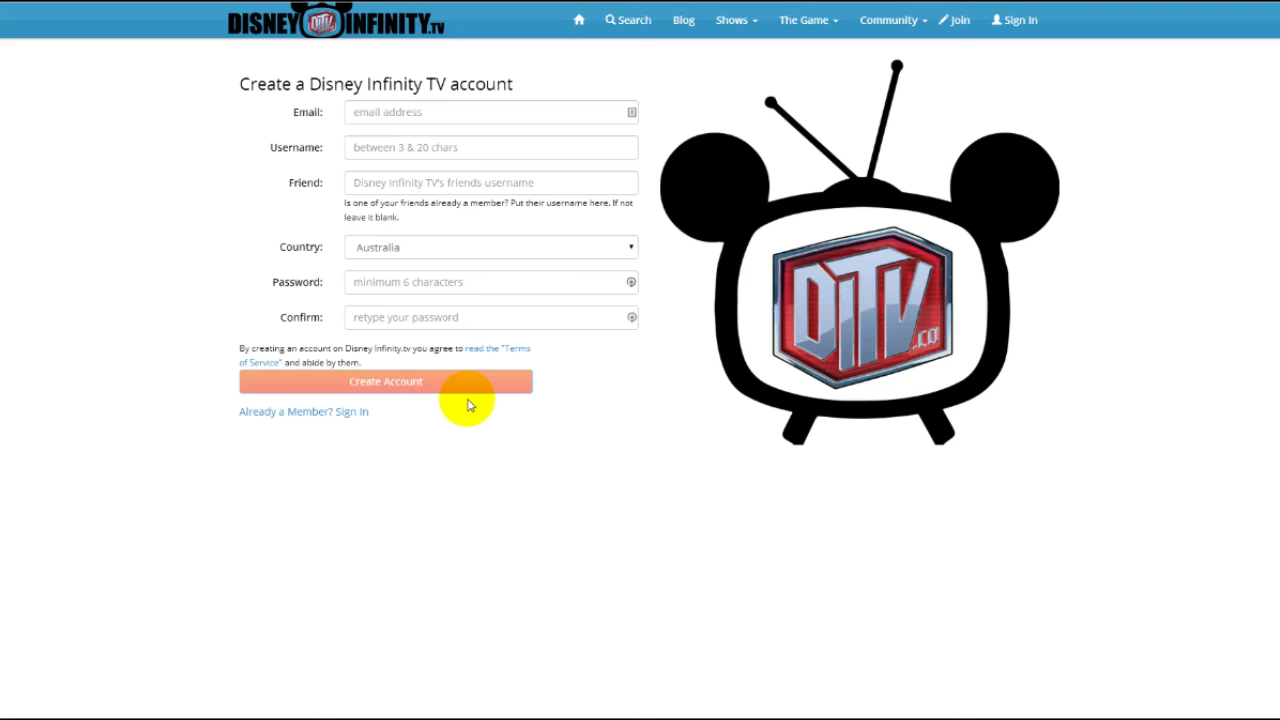 DISNEY DiTV INFINITY.TV
Search Blog Shows The Game Community Join Sign In
Create a Disney Infinity TV account
Email: email address
Username: between 3 & 20 chars
Friend: Disney Infinity TV's friends username
Is one of your friends already a member? Put their username here. If not
leave it blank.
Country: Australia
Password: minimum 6 characters
Confirm: retype your password
By creating an account on Disney Infinity.tv you agree to read the "Terms
of Service" and abide by them.
Create Account
Already a Member? Sign In
DiTV
.CO